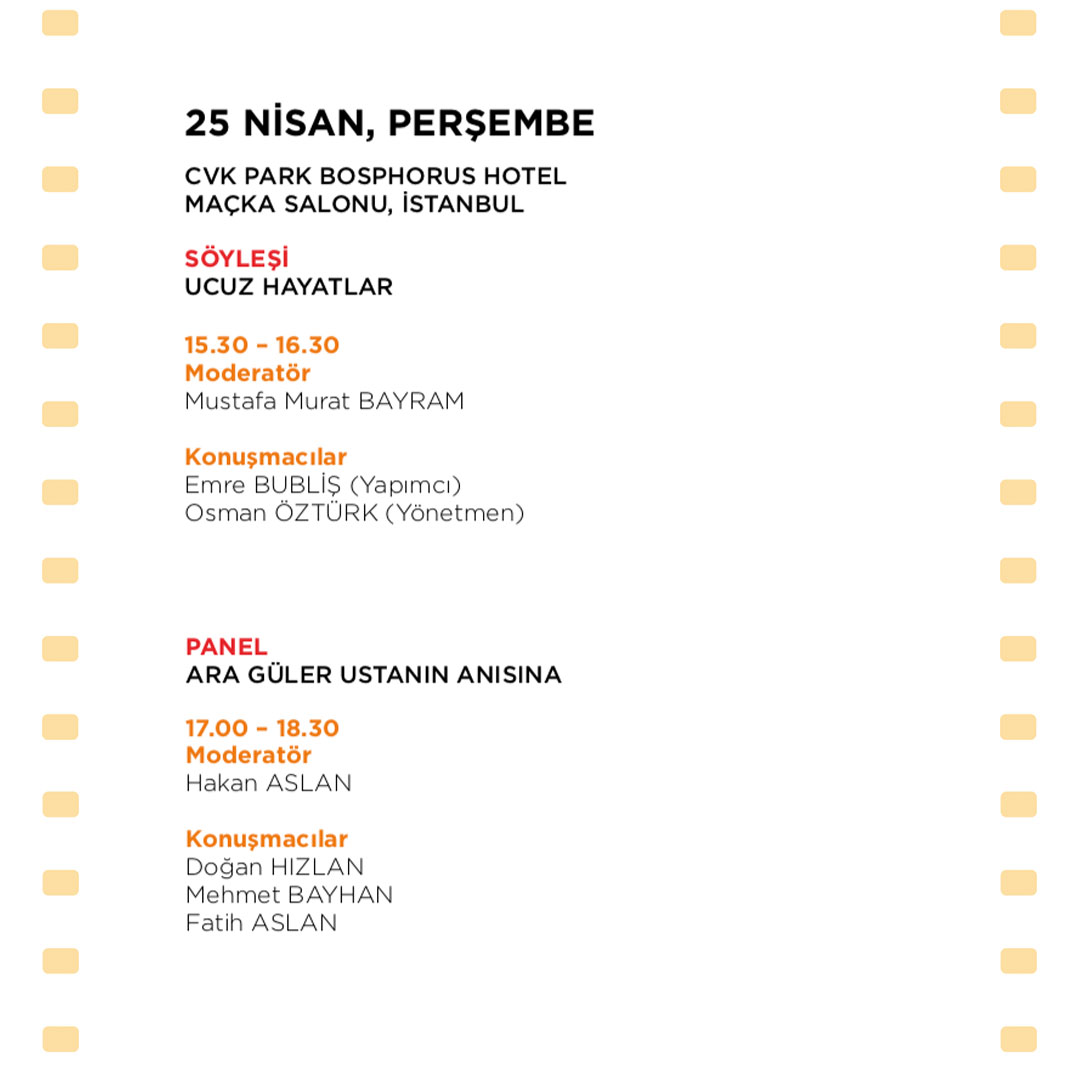 25 NİSAN, PERŞEMBE
CVK PARK BOSPHORUS HOTEL
MAÇKA SALONU, İSTANBUL
SÖYLEŞİ
UCUZ HAYATLAR
15.30 – 16.30
Moderatör
Mustafa Murat BAYRAM
Konuşmacılar
Emre BUBLİŞ (Yapımcı)
Osman ÖZTÜRK (Yönetmen)
PANEL
ARA GÜLER USTANIN ANISINA
17.00 – 18.30
Moderatör
Hakan ASLAN
Konuşmacılar
Doğan HIZLAN
Mehmet BAYHAN
Fatih ASLAN